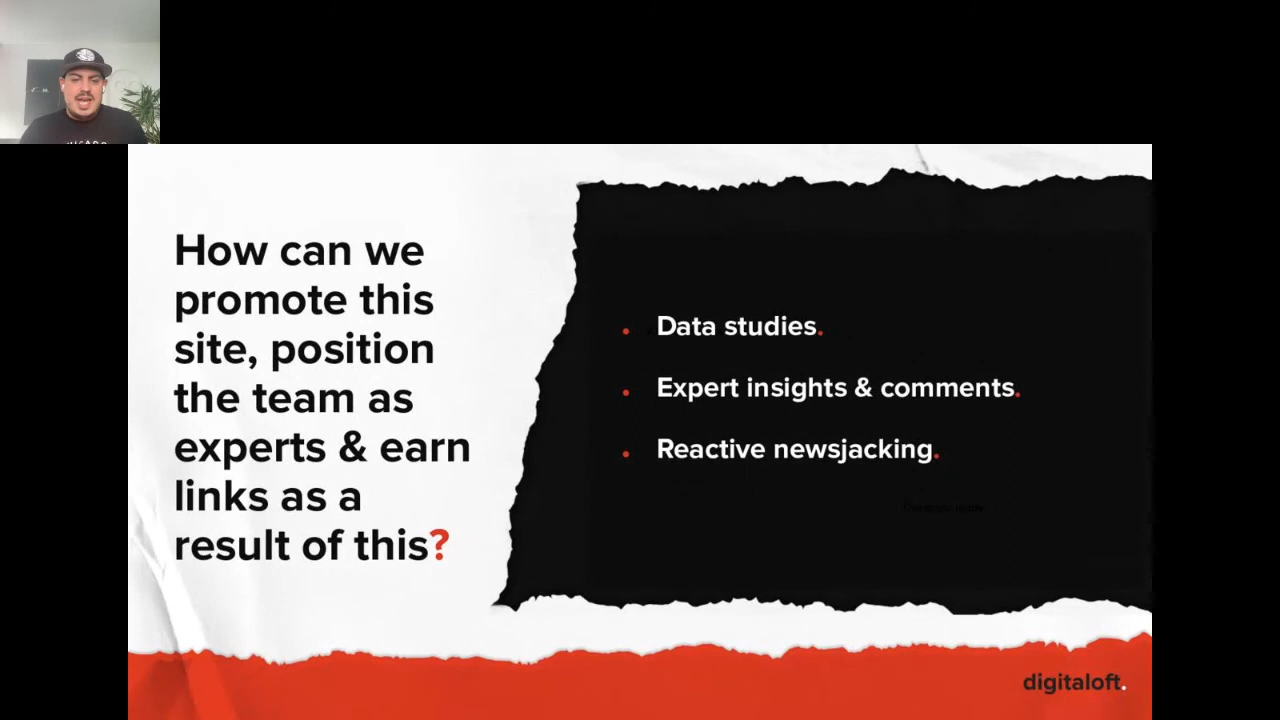 How can we
promote this
site, position
the team as
experts & earn
links as a
result of this?
Data studies.
Expert insights & comments.
Reactive newsjacking.
digitaloft.